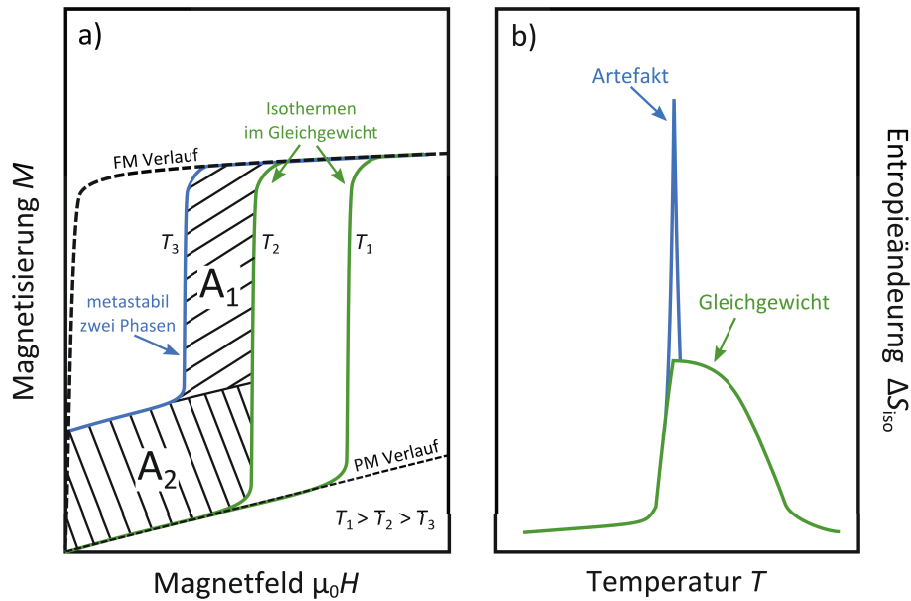 a)
Isothermen
im Gleichgewicht
FM Verlauf
T3
T2
T1
A1
metastabil
zwei Phasen
A2
PM Verlauf
T1 > T2 > T3
Magnetisierung M
Magnetfeld μ0H
b)
Artefakt
Gleichgewicht
Temperatur T
Entropieändeurng ΔSiso